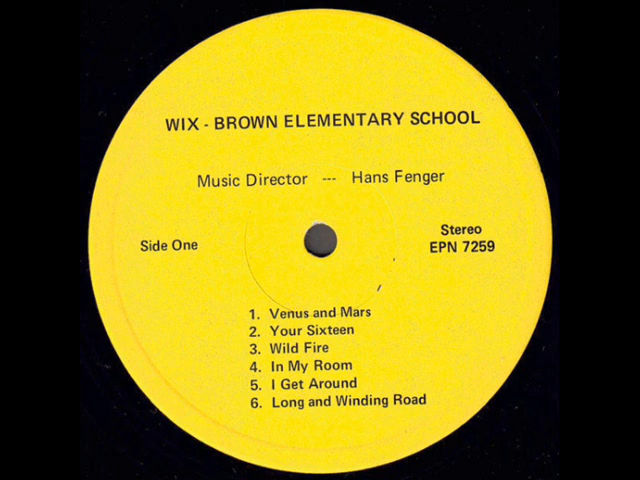 WIX - BROWN ELEMENTARY SCHOOL
Music Director --- Hans Fenger
Side One
Stereo
EPN 7259
1. Venus and Mars
2. Your Sixteen
3. Wild Fire
4. In My Room
5. I Get Around
6. Long and Winding Road